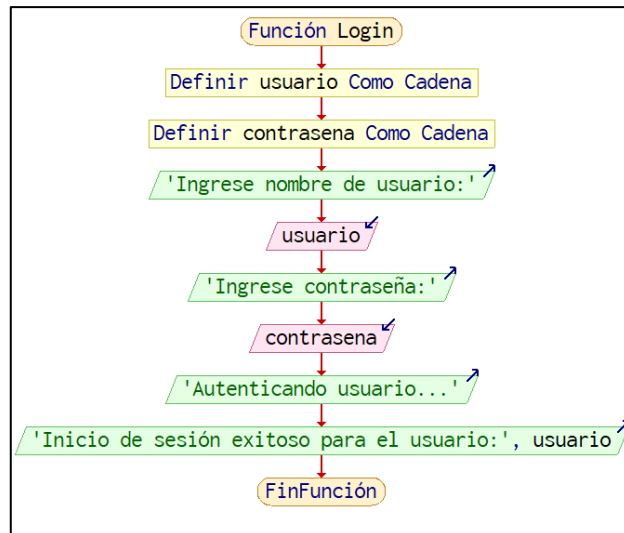 Función Login
Definir usuario Como Cadena
Definir contrasena Como Cadena
'Ingrese nombre de usuario:'
usuario
'Ingrese contraseña:'
contrasena
'Autenticando usuario...'
'Inicio de sesión exitoso para el usuario:', usuario
FinFunción